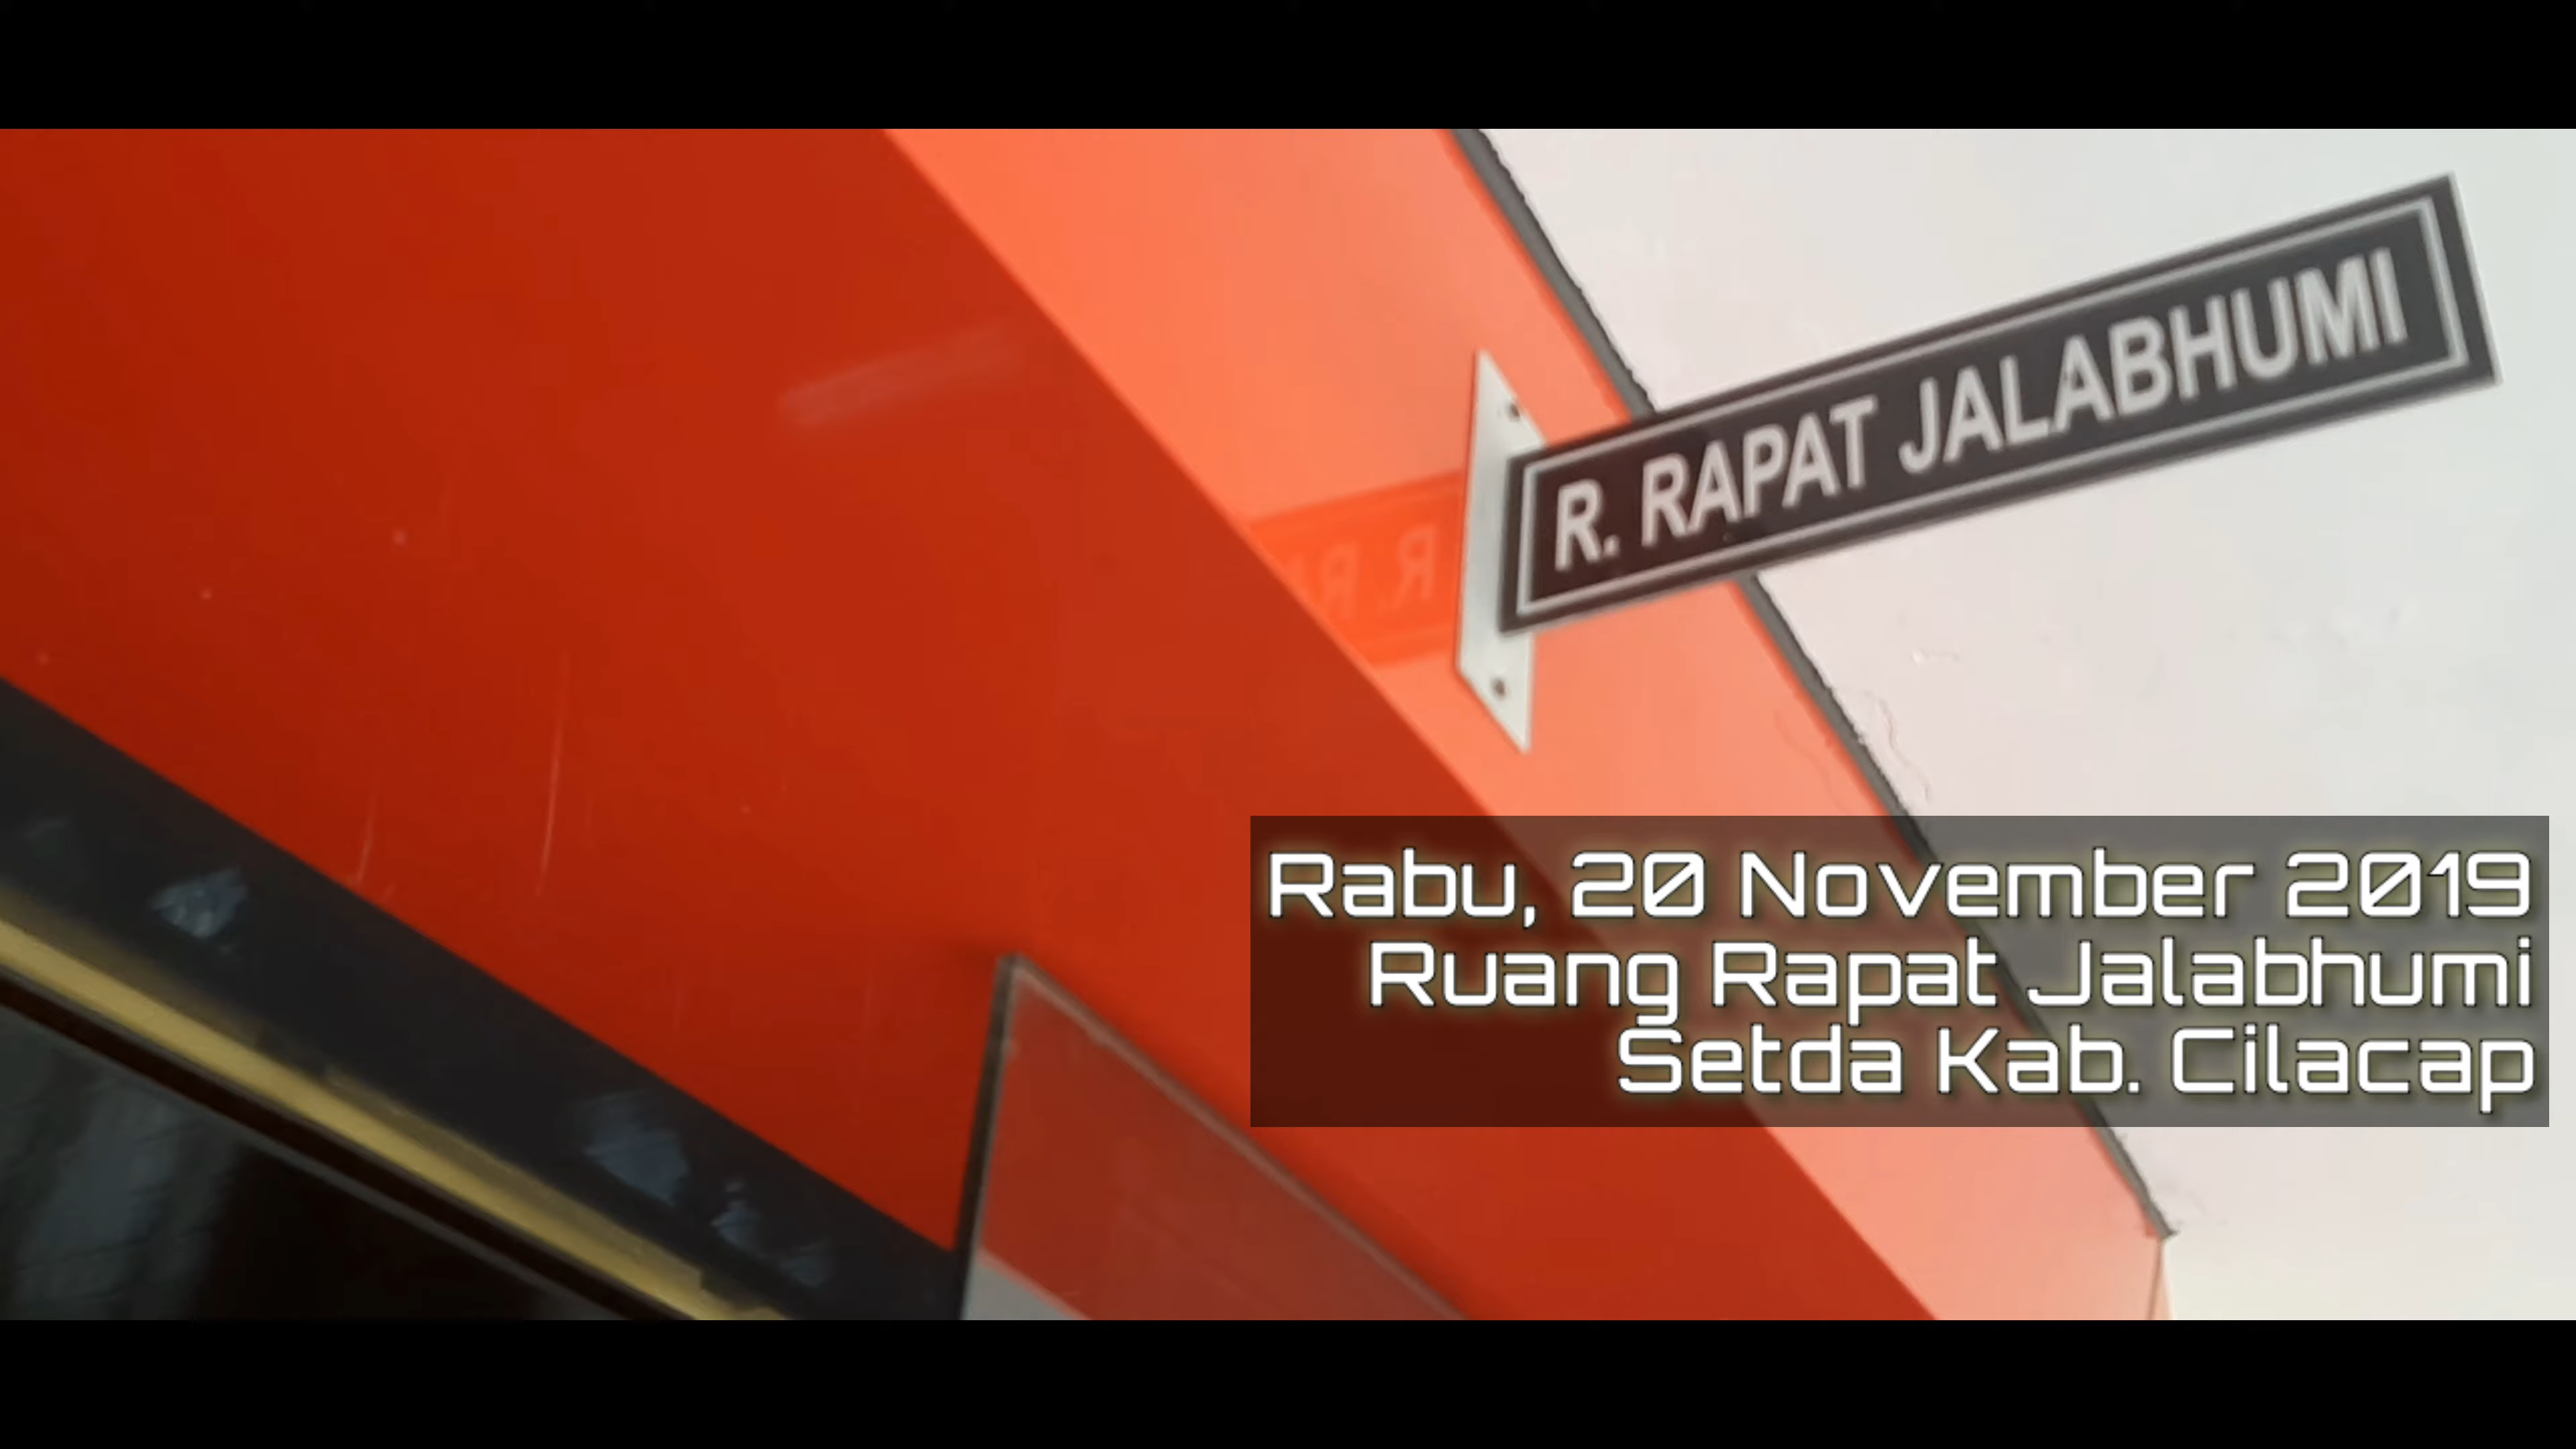 R. RAPAT JALABHUMI
Rabu, 20 November 2019
Ruang Rapat Jalabhumi
Setda Kab. Cilacap